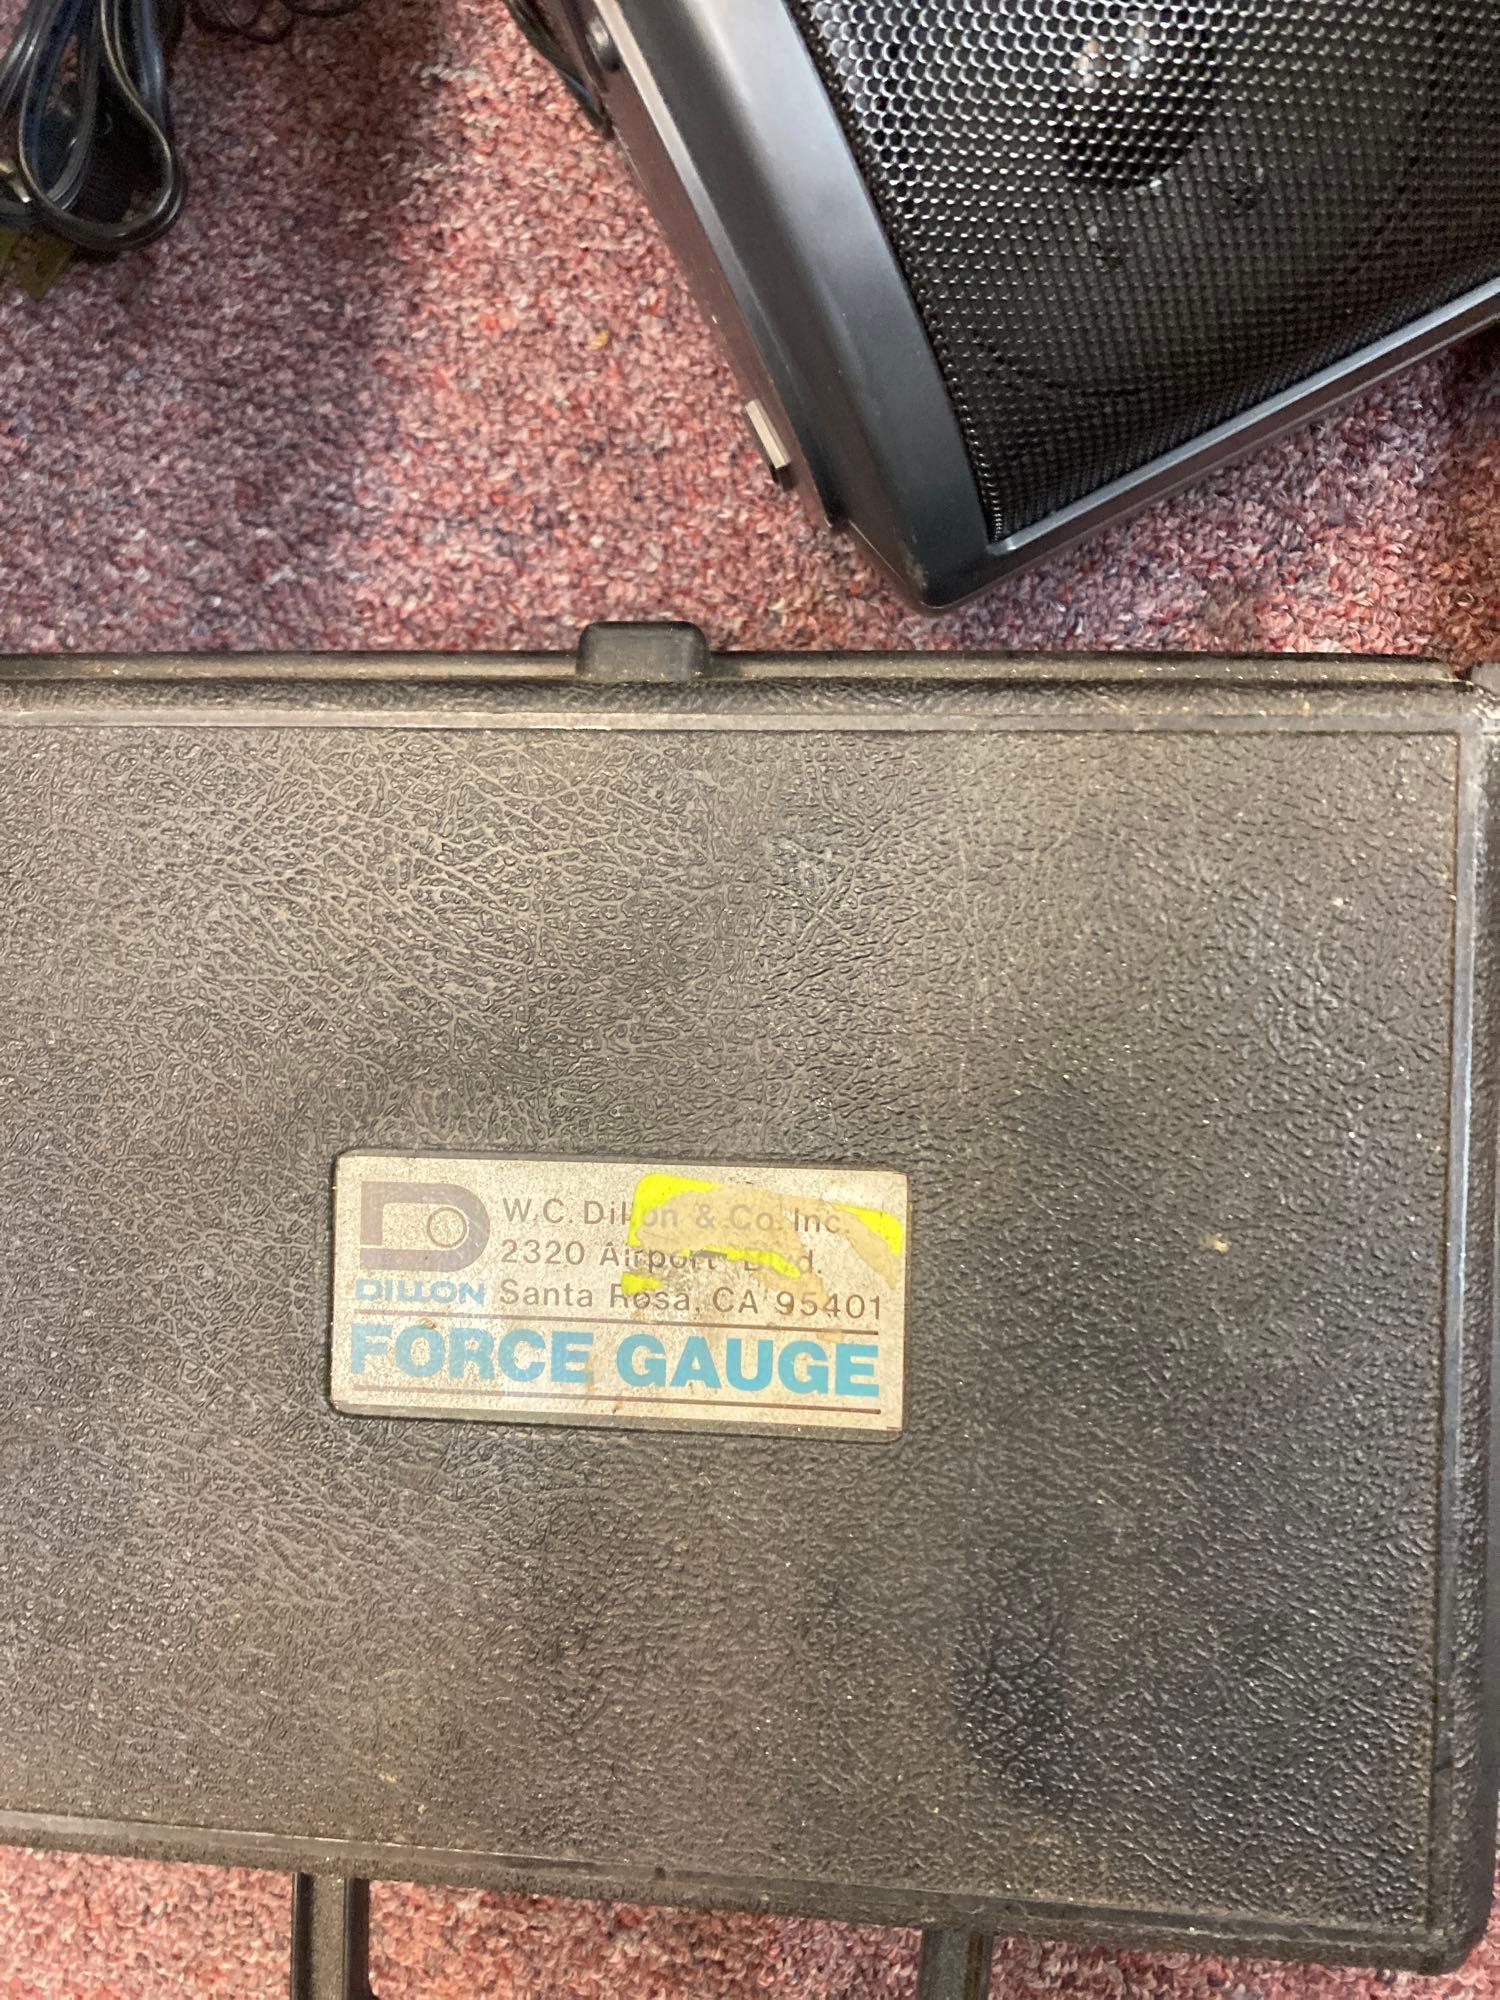 W.C. Dillon & Co. Inc.
2320 Airport Blvd.
Santa Rosa, CA 95401
DILLON
FORCE GAUGE